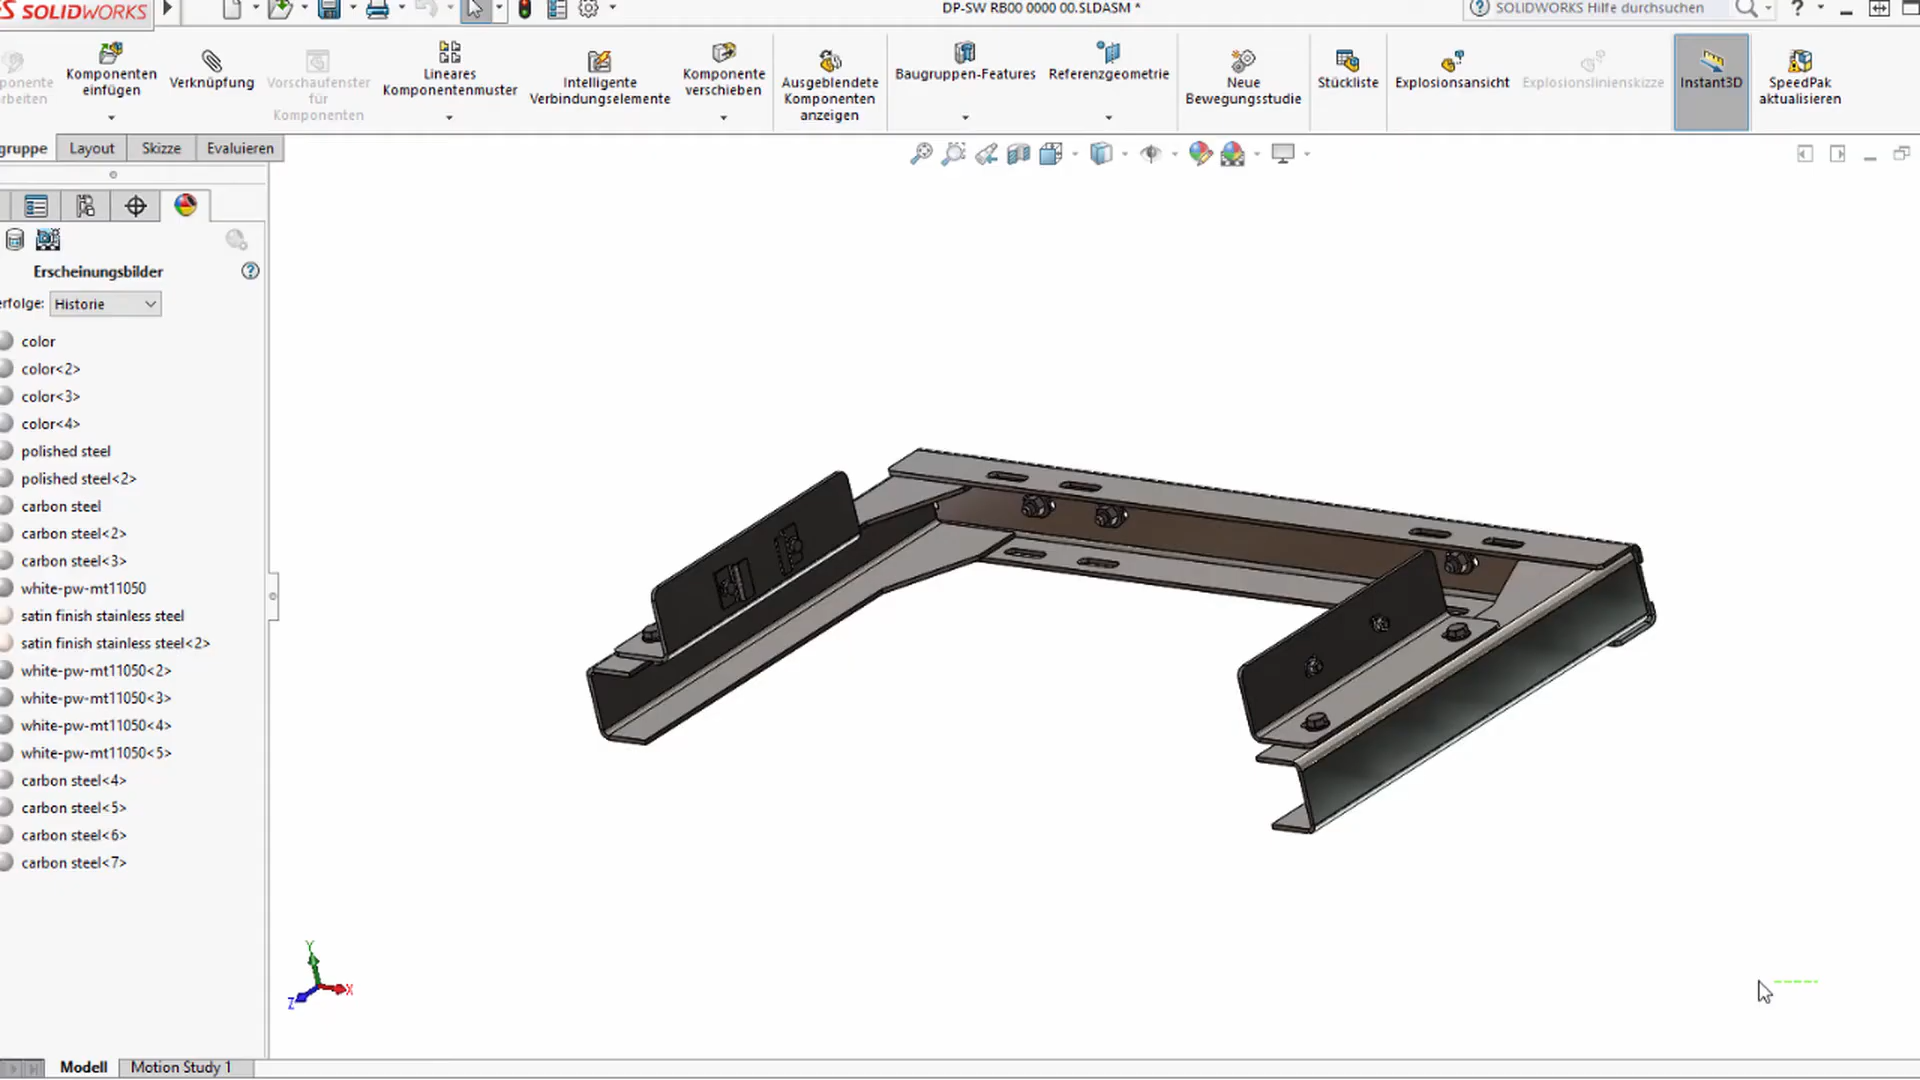 SOLIDWORKS
DP-SW RB00 0000 00.SLDASM *
SOLIDWORKS Hilfe durchsuchen
?
Komponenten
einfügen
Verknüpfung
Vorschaufenster
für
Komponenten
Lineares
Komponentenmuster
Intelligente
Verbindungselemente
Komponente
verschieben
Ausgeblendete
Komponenten
anzeigen
Baugruppen-Features
Referenzgeometrie
Neue
Bewegungsstudie
Stückliste
Explosionsansicht
Explosionslinienskizze
Instant3D
SpeedPak
aktualisieren
ponente
rbeiten
gruppe
Layout
Skizze
Evaluieren
Erscheinungsbilder
?
erfolge:
Historie
color
color<2>
color<3>
color<4>
polished steel
polished steel<2>
carbon steel
carbon steel<2>
carbon steel<3>
white-pw-mt11050
satin finish stainless steel
satin finish stainless steel<2>
white-pw-mt11050<2>
white-pw-mt11050<3>
white-pw-mt11050<4>
white-pw-mt11050<5>
carbon steel<4>
carbon steel<5>
carbon steel<6>
carbon steel<7>
Y
X
Z
Modell
Motion Study 1